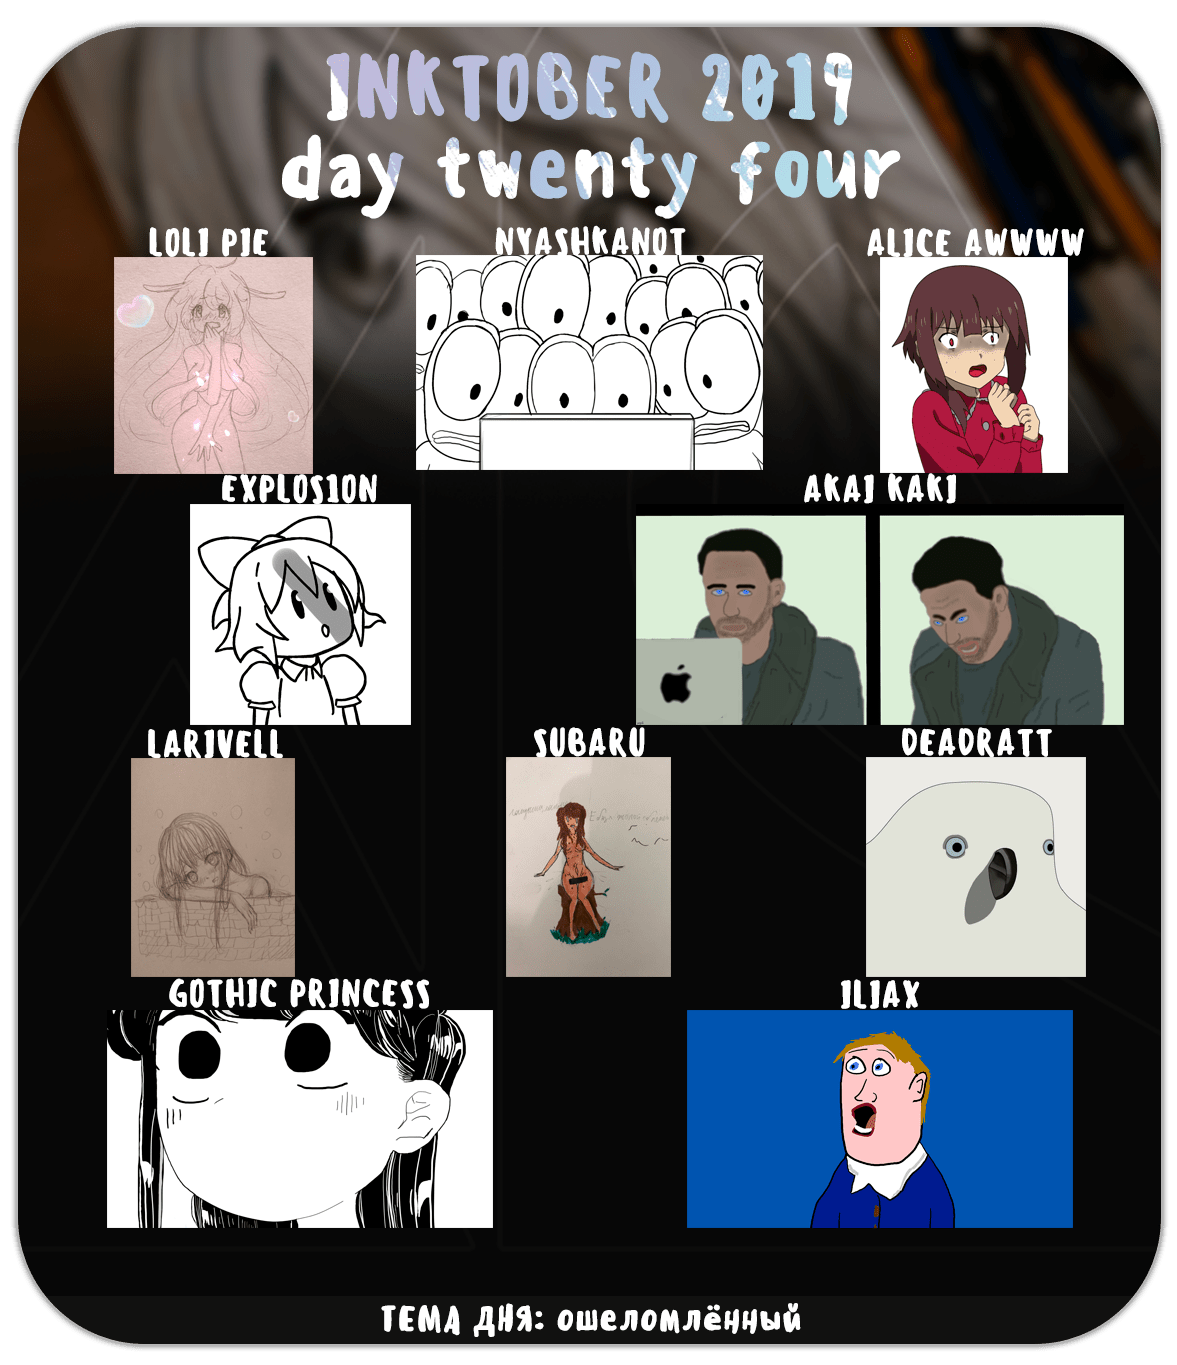 INKTOBER 2019
day twenty four
LOLI PIE
NYASHKANOT
ALICE AWWWW
EXPLOSION
AKAI KAKI
LARIVELL
SUBARU
DEADRATT
GOTHIC PRINCESS
ILIAX
ТЕМА ДНЯ: ошеломлённый